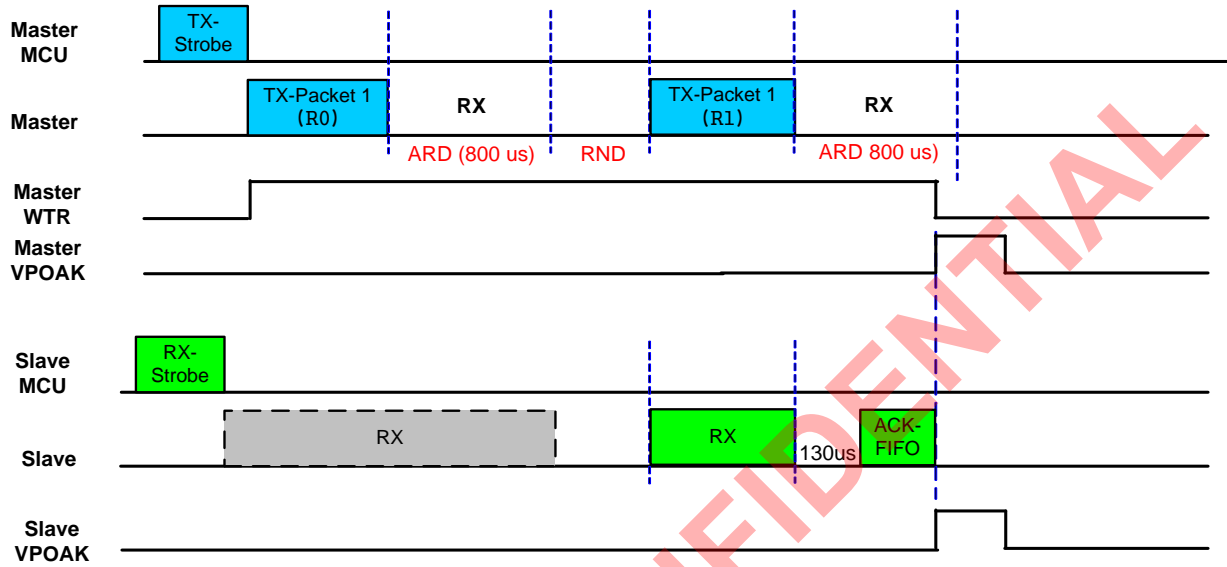 Master
MCU
TX-
Strobe
Master
TX-Packet 1
(R0)
RX
TX-Packet 1
(R1)
RX
ARD (800 us)
RND
ARD 800 us)
Master
WTR
Master
VPOAK
Slave
MCU
RX-
Strobe
Slave
RX
RX
130us
ACK-
FIFO
Slave
VPOAK